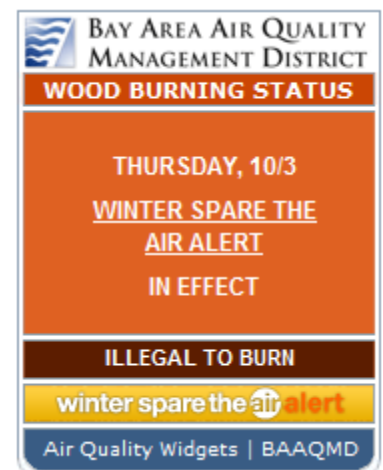 BAY AREA AIR QUALITY
MANAGEMENT DISTRICT
WOOD BURNING STATUS
THURSDAY, 10/3
WINTER SPARE THE
AIR ALERT
IN EFFECT
ILLEGAL TO BURN
winter spare the air alert
Air Quality Widgets | BAAQMD